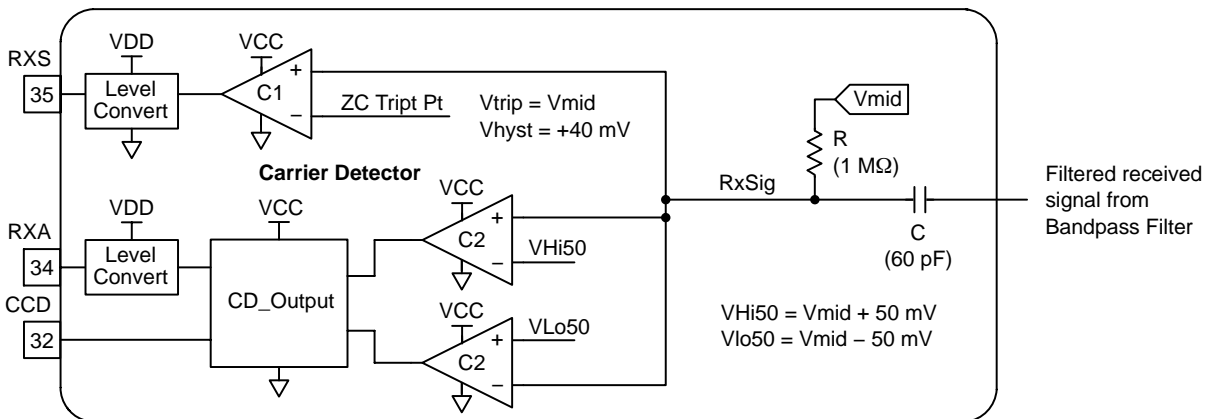 RXS
35
VDD
Level
Convert
VCC
+
C1
−
ZC Tript Pt
Vtrip = Vmid
Vhyst = +40 mV
Vmid
R
(1 MΩ)
Carrier Detector
RxSig
C
(60 pF)
Filtered received
signal from
Bandpass Filter
RXA
34
VDD
Level
Convert
VCC
CD_Output
CCD
32
VCC
+
C2
−
VHi50
VCC
VLo50
+
C2
−
VHi50 = Vmid + 50 mV
Vlo50 = Vmid − 50 mV